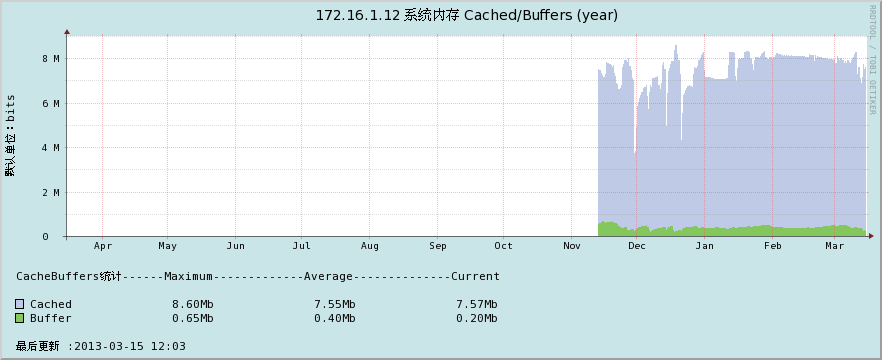 172.16.1.12 系统内存 Cached/Buffers (year)
RRDTOOL / TOBI OETIKER
默认单位：bits
8 M
6 M
4 M
2 M
0
Apr May Jun Jul Aug Sep Oct Nov Dec Jan Feb Mar
CacheBuffers统计------Maximum-------------Average--------------Current
Cached 8.60Mb 7.55Mb 7.57Mb
Buffer 0.65Mb 0.40Mb 0.20Mb
最后更新 :2013-03-15 12:03